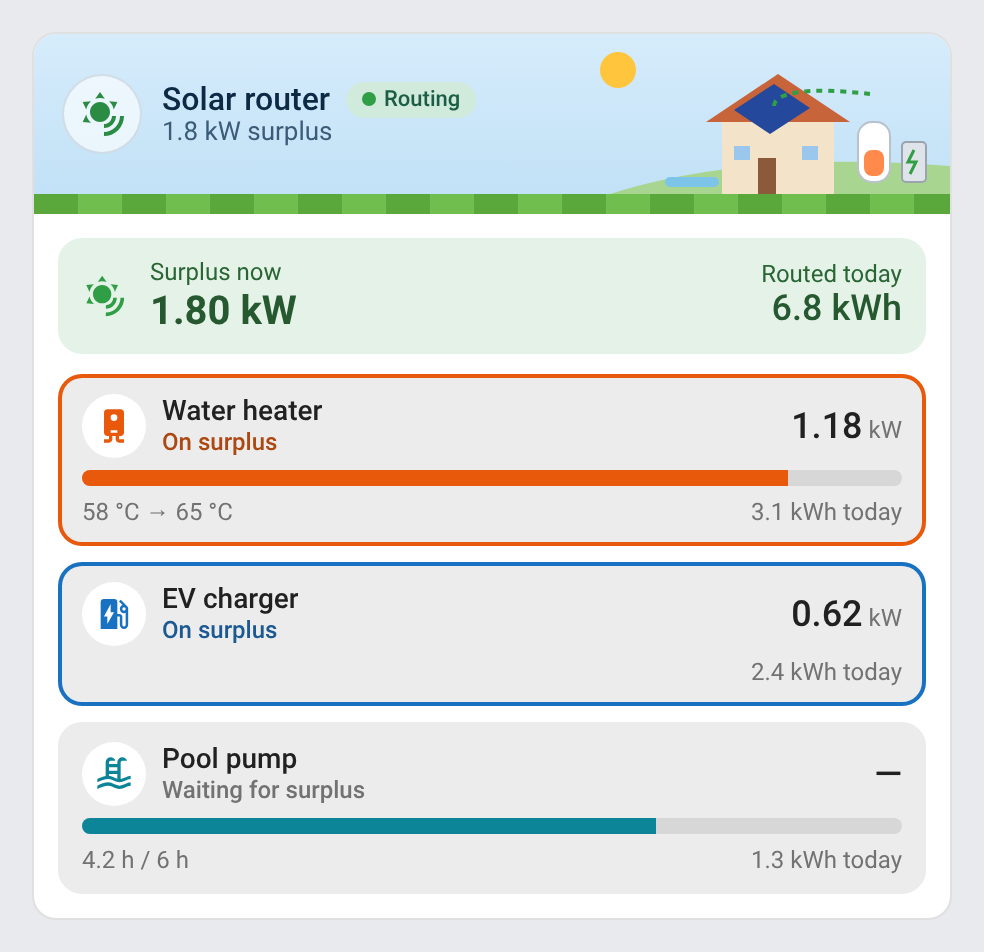 Solar router
Routing
1.8 kW surplus
Surplus now
1.80 kW
Routed today
6.8 kWh
Water heater
On surplus
1.18 kW
58 °C → 65 °C
3.1 kWh today
EV charger
On surplus
0.62 kW
2.4 kWh today
Pool pump
Waiting for surplus
–
4.2 h / 6 h
1.3 kWh today